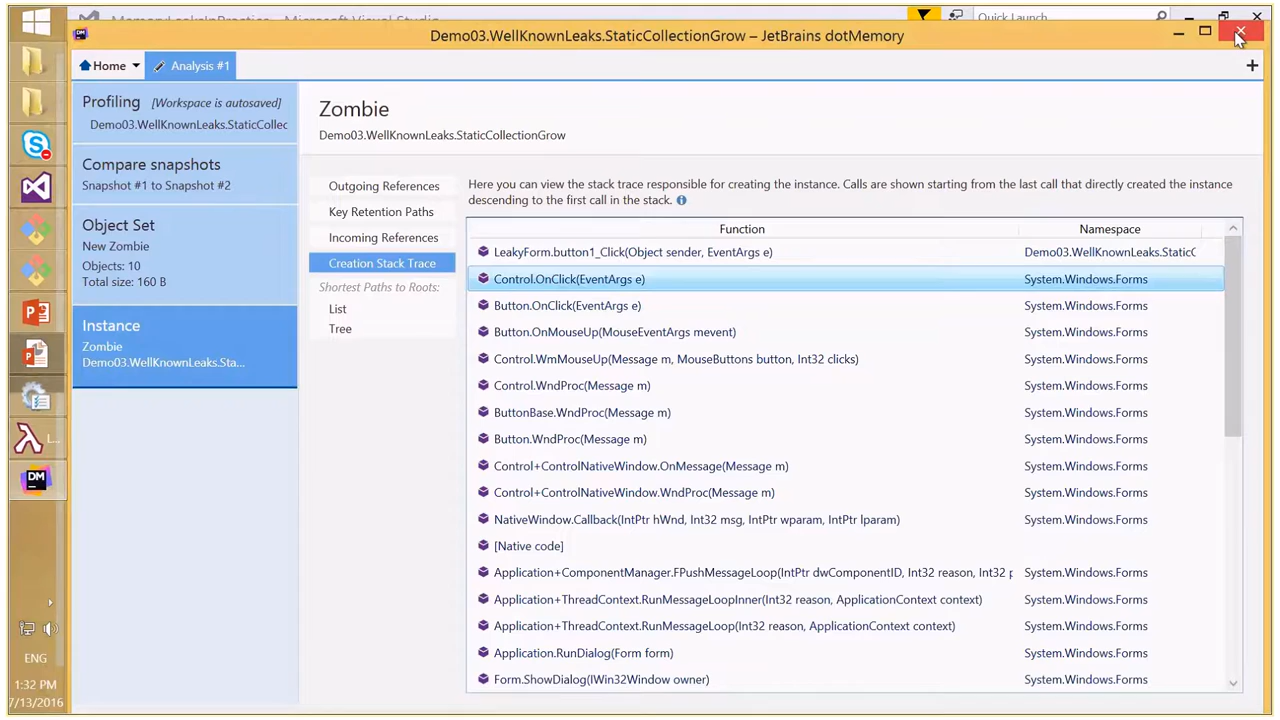 MemoryLeaksInPractice - Microsoft Visual Studio
Quick Launch
DM
Demo03.WellKnownLeaks.StaticCollectionGrow – JetBrains dotMemory
Home
Analysis #1
Profiling [Workspace is autosaved]
Demo03.WellKnownLeaks.StaticCollec
Compare snapshots
Snapshot #1 to Snapshot #2
Object Set
New Zombie
Objects: 10
Total size: 160 B
Instance
Zombie
Demo03.WellKnownLeaks.Sta...
Zombie
Demo03.WellKnownLeaks.StaticCollectionGrow
Outgoing References
Key Retention Paths
Incoming References
Creation Stack Trace
Shortest Paths to Roots:
List
Tree
Here you can view the stack trace responsible for creating the instance. Calls are shown starting from the last call that directly created the instance
descending to the first call in the stack.
Function Namespace
LeakyForm.button1_Click(Object sender, EventArgs e) Demo03.WellKnownLeaks.StaticC
Control.OnClick(EventArgs e) System.Windows.Forms
Button.OnClick(EventArgs e) System.Windows.Forms
Button.OnMouseUp(MouseEventArgs mevent) System.Windows.Forms
Control.WmMouseUp(Message m, MouseButtons button, Int32 clicks) System.Windows.Forms
Control.WndProc(Message m) System.Windows.Forms
ButtonBase.WndProc(Message m) System.Windows.Forms
Button.WndProc(Message m) System.Windows.Forms
Control+ControlNativeWindow.OnMessage(Message m) System.Windows.Forms
Control+ControlNativeWindow.WndProc(Message m) System.Windows.Forms
NativeWindow.Callback(IntPtr hWnd, Int32 msg, IntPtr wparam, IntPtr lparam) System.Windows.Forms
[Native code]
Application+ComponentManager.FPushMessageLoop(IntPtr dwComponentID, Int32 reason, Int32 p System.Windows.Forms
Application+ThreadContext.RunMessageLoopInner(Int32 reason, ApplicationContext context) System.Windows.Forms
Application+ThreadContext.RunMessageLoop(Int32 reason, ApplicationContext context) System.Windows.Forms
Application.RunDialog(Form form) System.Windows.Forms
Form.ShowDialog(IWin32Window owner) System.Windows.Forms
L...
DM
ENG
1:32 PM
7/13/2016